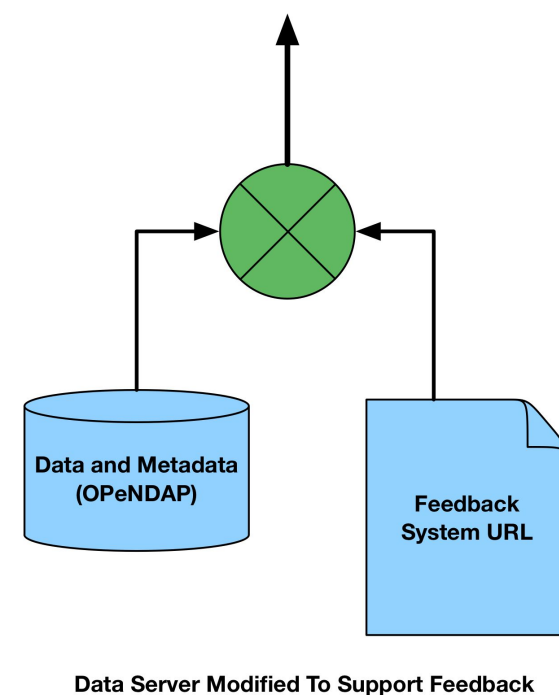 Data and Metadata
(OPeNDAP)
Feedback
System URL
Data Server Modified To Support Feedback